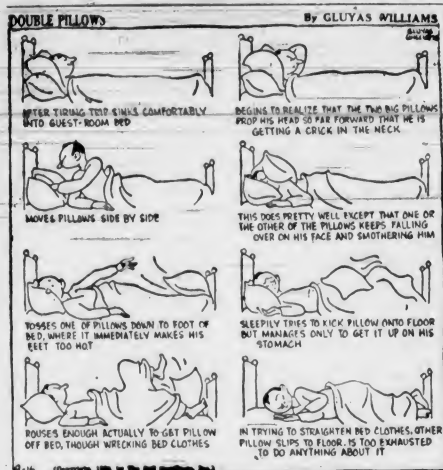 DOUBLE PILLOWS
By GLUYAS WILLIAMS
GLUYAS
WILLIAMS
AFTER TIRING TRIP SINKS COMFORTABLY
INTO GUEST-ROOM BED
BEGINS TO REALIZE THAT THE TWO BIG PILLOWS
PROP HIS HEAD SO FAR FORWARD THAT HE IS
GETTING A CRICK IN THE NECK
MOVES PILLOWS SIDE BY SIDE
THIS DOES PRETTY WELL EXCEPT THAT ONE OR
THE OTHER OF THE PILLOWS KEEPS FALLING
OVER ON HIS FACE AND SMOTHERING HIM
TOSSES ONE OF PILLOWS DOWN TO FOOT OF
BED, WHERE IT IMMEDIATELY MAKES HIS
FEET TOO HOT
SLEEPILY TRIES TO KICK PILLOW ONTO FLOOR
BUT MANAGES ONLY TO GET IT UP ON HIS
STOMACH
ROUSES ENOUGH ACTUALLY TO GET PILLOW
OFF BED, THOUGH WRECKING BED CLOTHES
IN TRYING TO STRAIGHTEN BED CLOTHES, OTHER
PILLOW SLIPS TO FLOOR. IS TOO EXHAUSTED
TO DO ANYTHING ABOUT IT